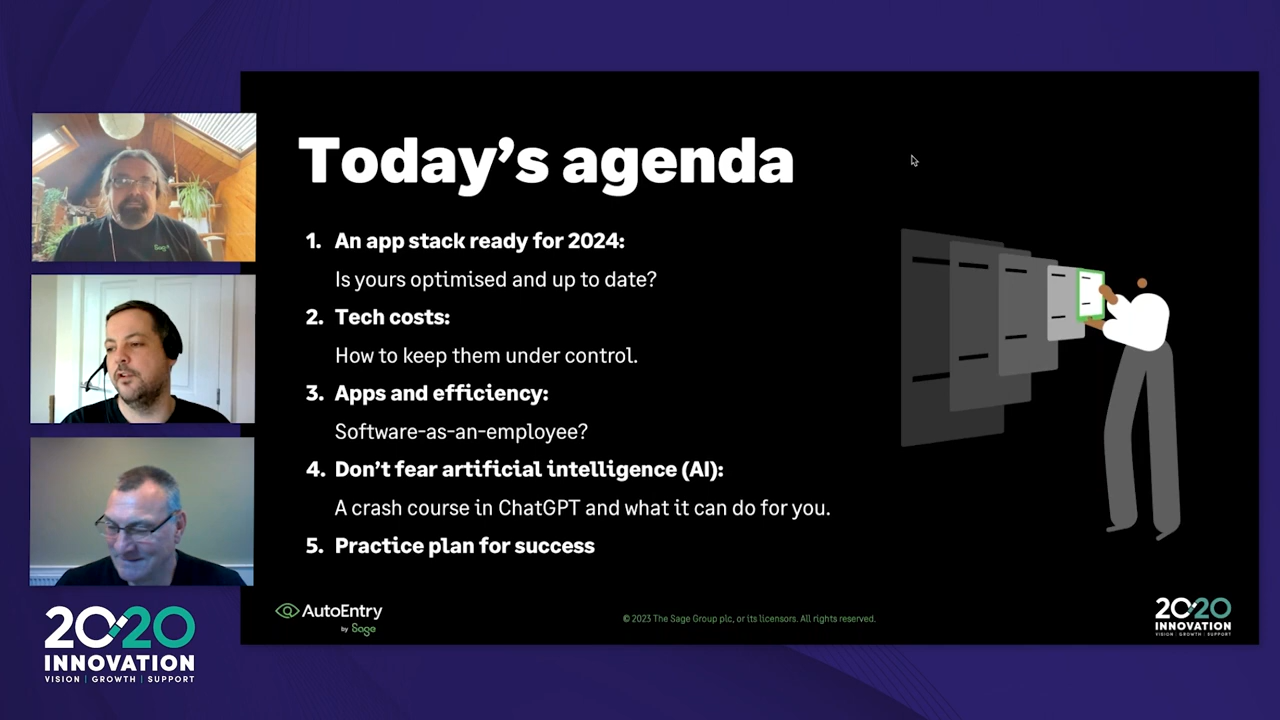 Today's agenda
1. An app stack ready for 2024:
Is yours optimised and up to date?
2. Tech costs:
How to keep them under control.
3. Apps and efficiency:
Software-as-an-employee?
4. Don't fear artificial intelligence (AI):
A crash course in ChatGPT and what it can do for you.
5. Practice plan for success
AutoEntry
by Sage
© 2023 The Sage Group plc, or its licensors. All rights reserved.
2020
INNOVATION
VISION | GROWTH | SUPPORT
2020
INNOVATION
VISION | GROWTH | SUPPORT
Sage